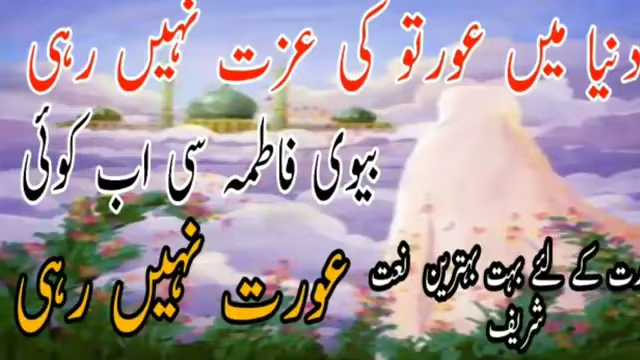 دنیا میں عورتو کی عزت نہیں رہی
بیوی فاطمہ سی اب کوئی
عورت نہیں رہی
کے لئے بہت بہترین نعت
شریف